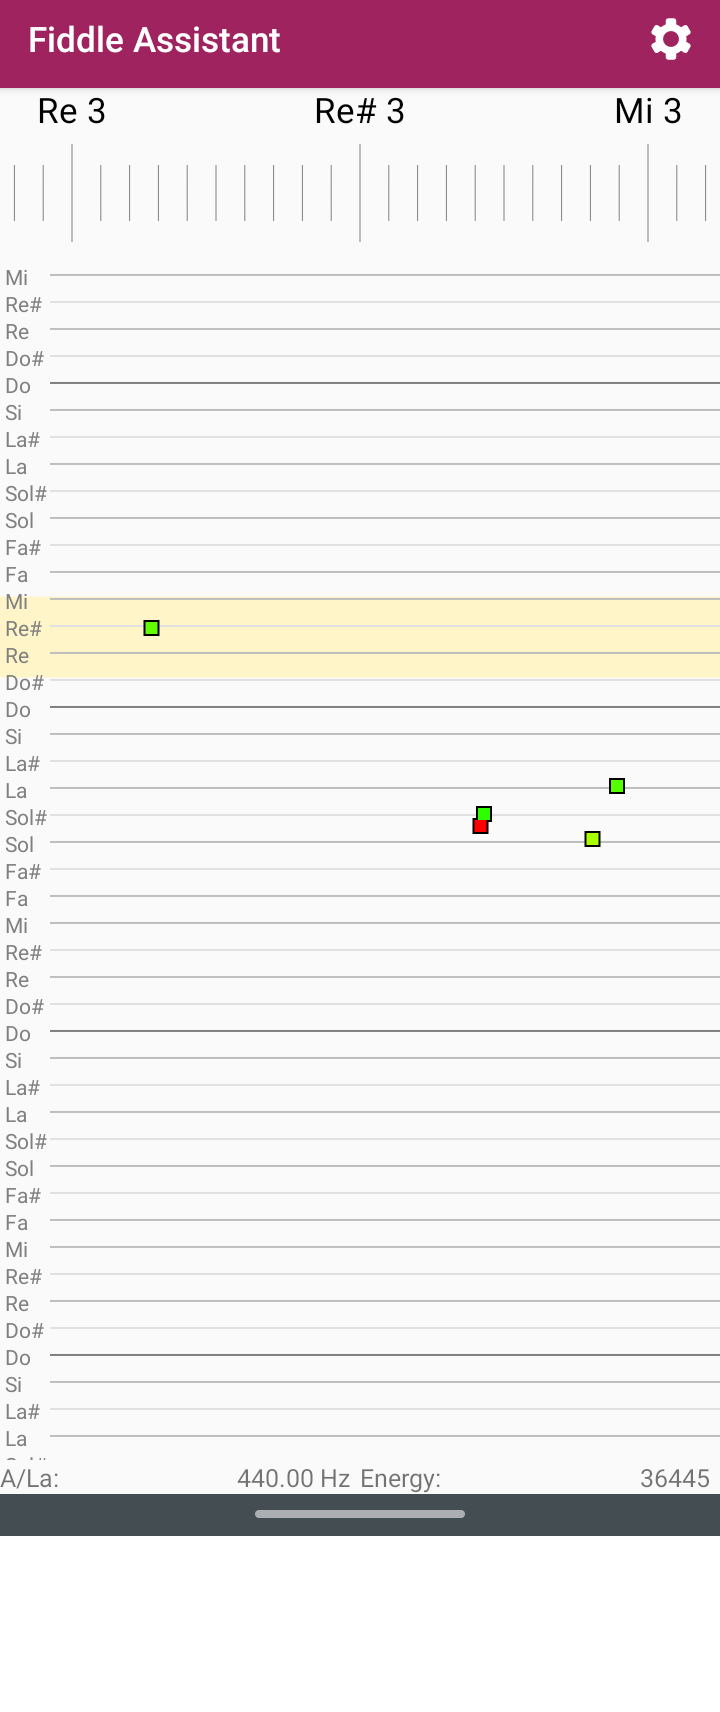 Fiddle Assistant
Re 3 Re# 3 Mi 3
Mi
Re#
Re
Do#
Do
Si
La#
La
Sol#
Sol
Fa#
Fa
Mi
Re#
Re
Do#
Do
Si
La#
La
Sol#
Sol
Fa#
Fa
Mi
Re#
Re
Do#
Do
Si
La#
La
Sol#
Sol
Fa#
Fa
Mi
Re#
Re
Do#
Do
Si
La#
La
A/La: 440.00 Hz Energy: 36445